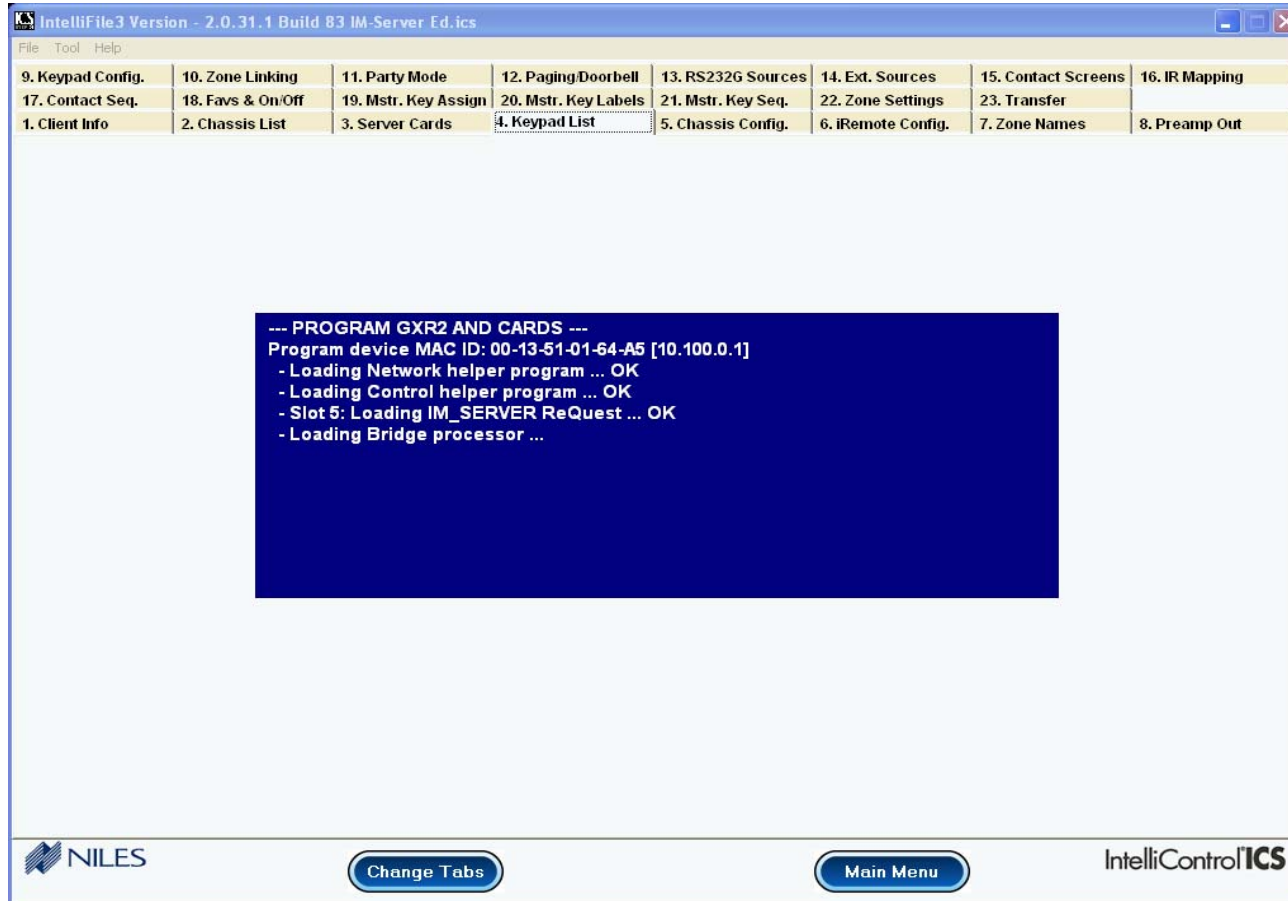 IntelliFile3 Version - 2.0.31.1 Build 83 IM-Server Ed.ics
File Tool Help
9. Keypad Config. 10. Zone Linking 11. Party Mode 12. Paging/Doorbell 13. RS232G Sources 14. Ext. Sources 15. Contact Screens 16. IR Mapping
17. Contact Seq. 18. Favs & On/Off 19. Mstr. Key Assign 20. Mstr. Key Labels 21. Mstr. Key Seq. 22. Zone Settings 23. Transfer
1. Client Info 2. Chassis List 3. Server Cards 4. Keypad List 5. Chassis Config. 6. iRemote Config. 7. Zone Names 8. Preamp Out
--- PROGRAM GXR2 AND CARDS ---
Program device MAC ID: 00-13-51-01-64-A5 [10.100.0.1]
- Loading Network helper program ... OK
- Loading Control helper program ... OK
- Slot 5: Loading IM_SERVER ReQuest ... OK
- Loading Bridge processor ...
NILES Change Tabs Main Menu IntelliControl ICS